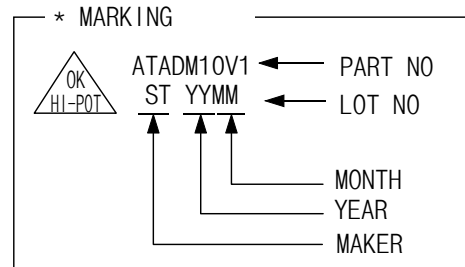 * MARKING
OK
HI-POT
ATADM10V1
PART NO
ST YYMM
LOT NO
MONTH
YEAR
MAKER